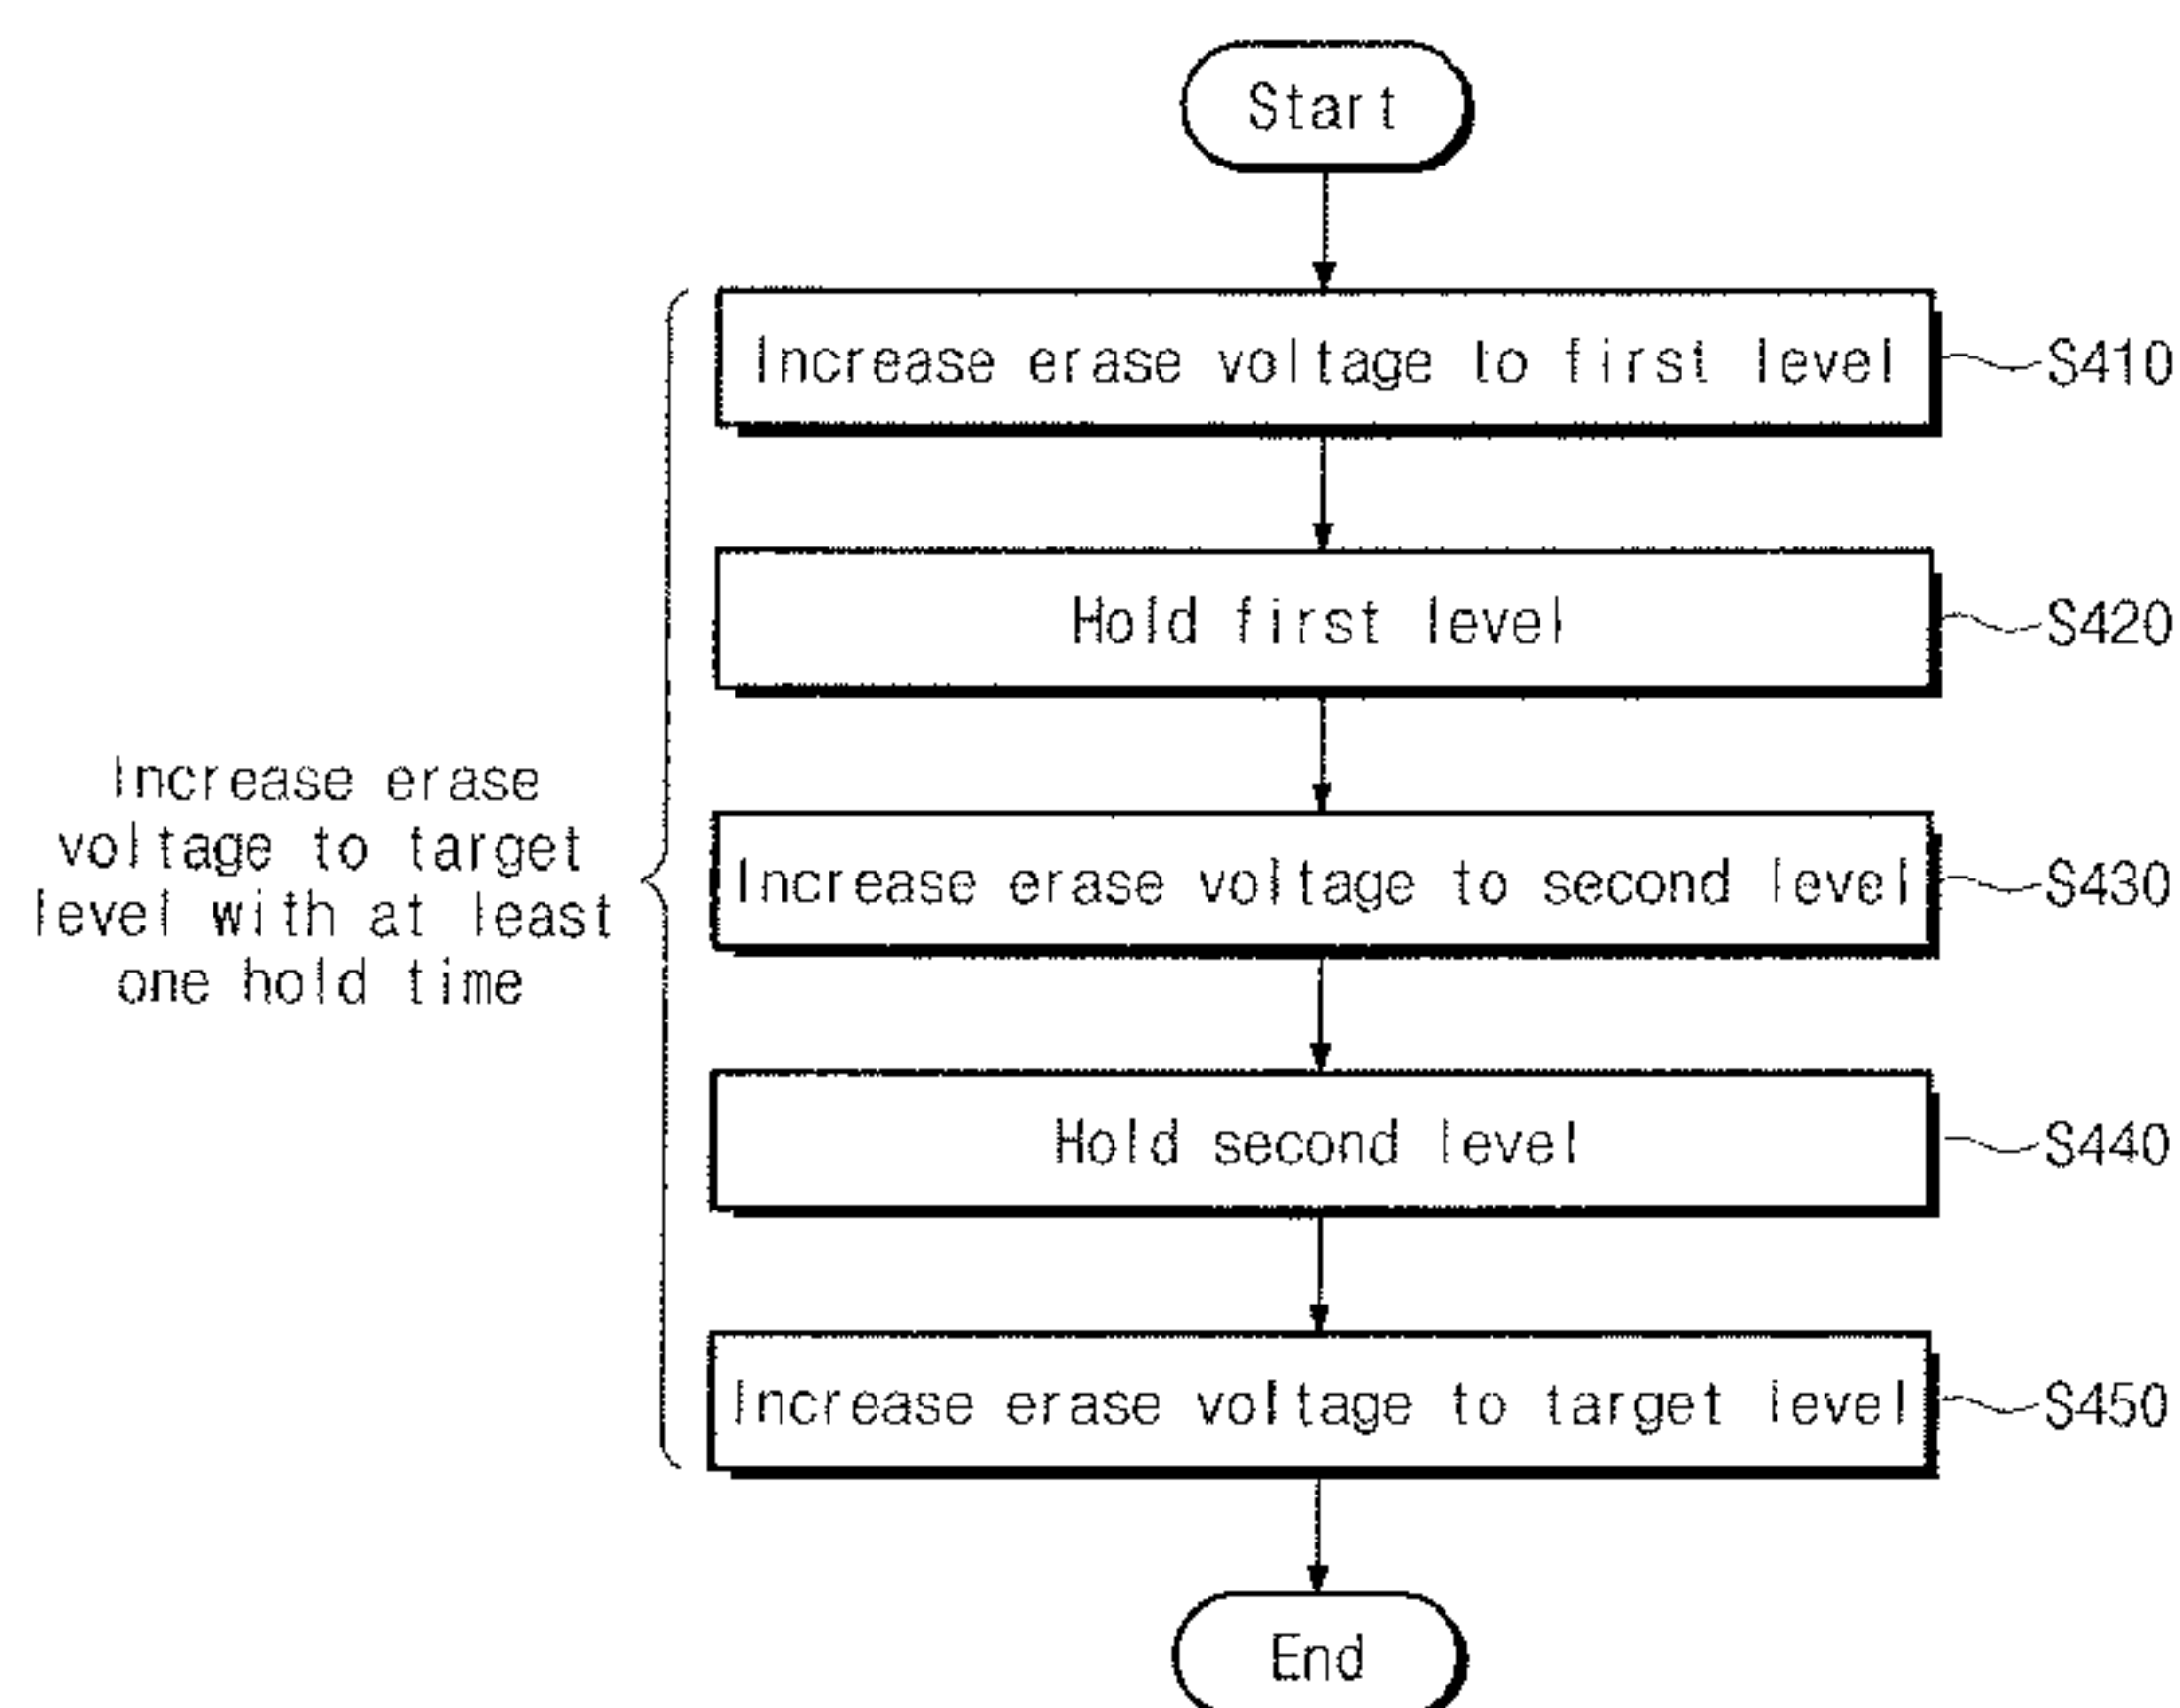 Start
Increase erase voltage to first level
S410
Hold first level
S420
Increase erase
voltage to target
level with at least
one hold time
Increase erase voltage to second level
S430
Hold second level
S440
Increase erase voltage to target level
S450
End